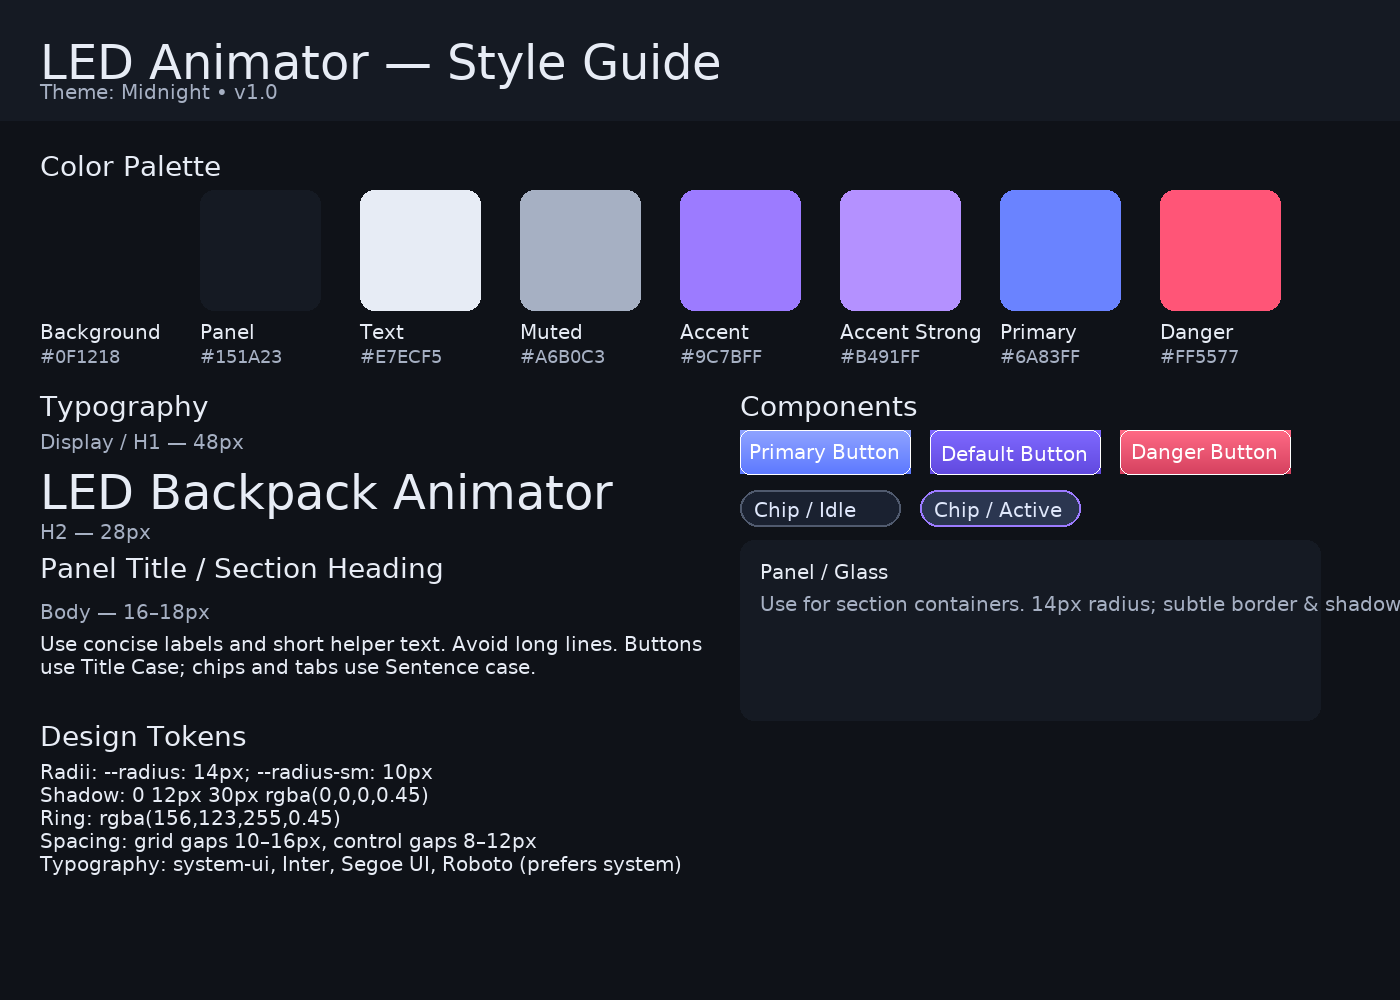 LED Animator — Style Guide
Theme: Midnight • v1.0
Color Palette
Background
#0F1218
Panel
#151A23
Text
#E7ECF5
Muted
#A6B0C3
Accent
#9C7BFF
Accent Strong
#B491FF
Primary
#6A83FF
Danger
#FF5577
Typography
Display / H1 — 48px
LED Backpack Animator
H2 — 28px
Panel Title / Section Heading
Body — 16–18px
Use concise labels and short helper text. Avoid long lines. Buttons
use Title Case; chips and tabs use Sentence case.
Components
Primary Button
Default Button
Danger Button
Chip / Idle
Chip / Active
Panel / Glass
Use for section containers. 14px radius; subtle border & shadow
Design Tokens
Radii: --radius: 14px; --radius-sm: 10px
Shadow: 0 12px 30px rgba(0,0,0,0.45)
Ring: rgba(156,123,255,0.45)
Spacing: grid gaps 10–16px, control gaps 8–12px
Typography: system-ui, Inter, Segoe UI, Roboto (prefers system)